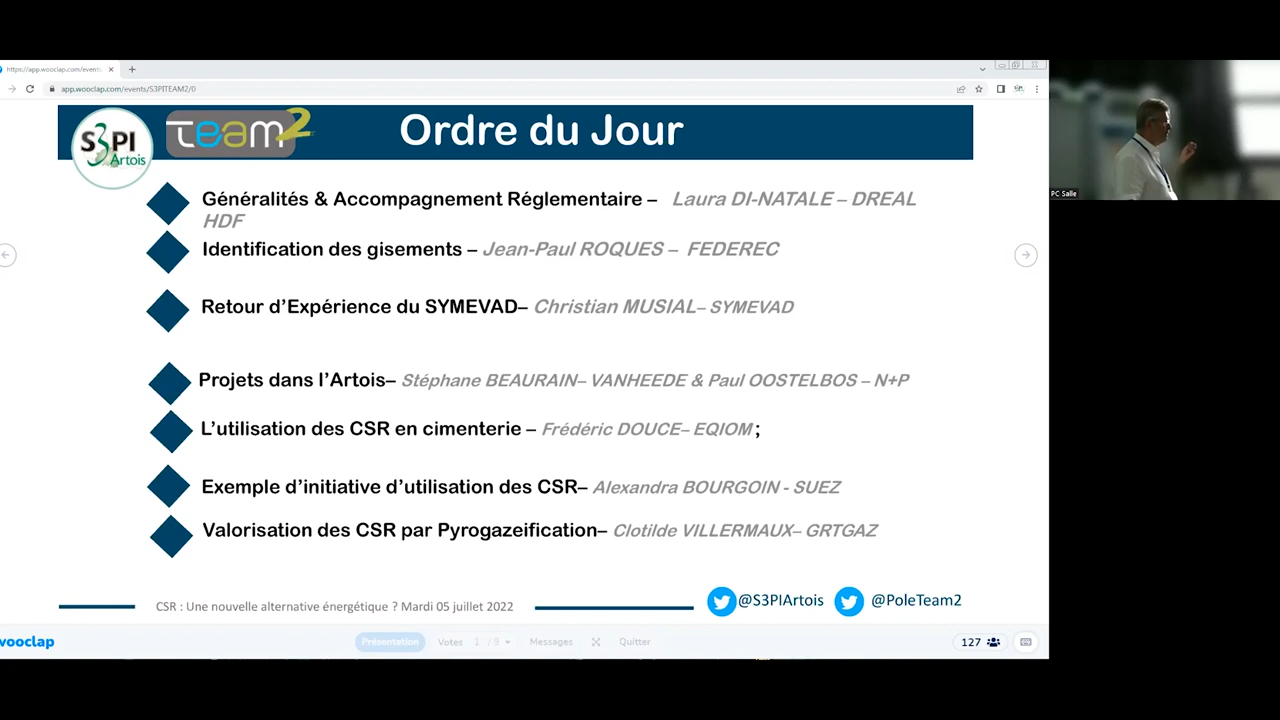 https://app.wooclap.com/events
app.wooclap.com/events/S3PITEAM2/0
S3PI
Artois
team2
Ordre du Jour
Généralités & Accompagnement Réglementaire – Laura DI-NATALE – DREAL
HDF
Identification des gisements – Jean-Paul ROQUES – FEDEREC
Retour d’Expérience du SYMEVAD– Christian MUSIAL– SYMEVAD
Projets dans l’Artois– Stéphane BEAURAIN– VANHEEDE & Paul OOSTELBOS – N+P
L’utilisation des CSR en cimenterie – Frédéric DOUCE– EQIOM ;
Exemple d’initiative d’utilisation des CSR– Alexandra BOURGOIN - SUEZ
Valorisation des CSR par Pyrogazeification– Clotilde VILLERMAUX– GRTGAZ
CSR : Une nouvelle alternative énergétique ? Mardi 05 juillet 2022
@S3PIArtois
@PoleTeam2
wooclap
Présentation
Votes
1 / 9
Messages
Quitter
127
PC Salle